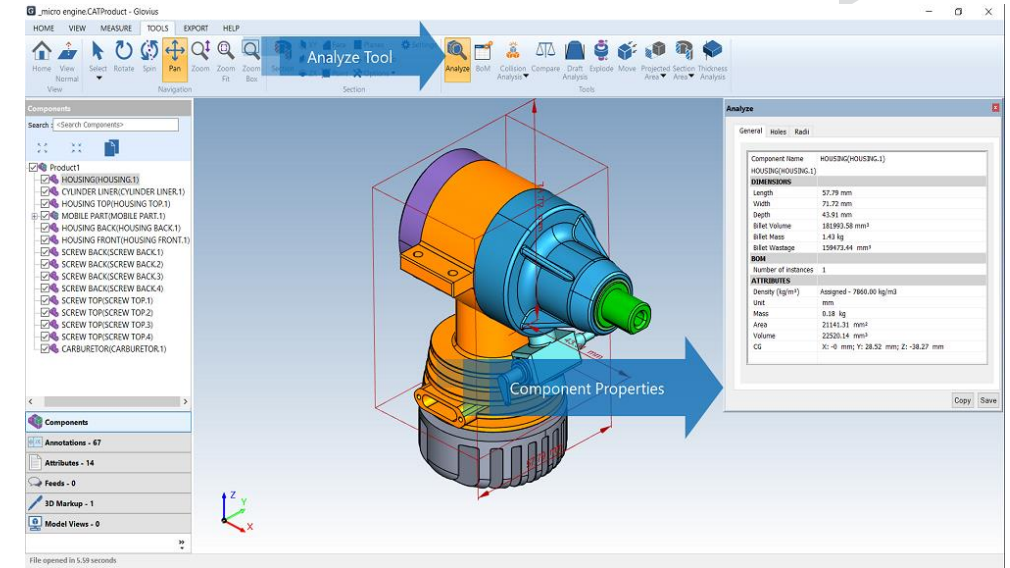 _micro engine.CATProduct - Glovius
HOME VIEW MEASURE TOOLS EXPORT HELP
Analyze Tool
Home View Normal Select Rotate Spin Pan Zoom Zoom Fit Zoom Box
Analyze BoM Collision Analysis Compare Draft Analysis Explode Move Projected Area Section Area Thickness Analysis
View Navigation Section Tools
Components
Search : <Search Components>
Product1
HOUSING(HOUSING.1)
CYLINDER LINER(CYLINDER LINER.1)
HOUSING TOP(HOUSING TOP.1)
MOBILE PART(MOBILE PART.1)
HOUSING BACK(HOUSING BACK.1)
HOUSING FRONT(HOUSING FRONT.1)
SCREW BACK(SCREW BACK.1)
SCREW BACK(SCREW BACK.2)
SCREW BACK(SCREW BACK.3)
SCREW BACK(SCREW BACK.4)
SCREW TOP(SCREW TOP.1)
SCREW TOP(SCREW TOP.2)
SCREW TOP(SCREW TOP.3)
SCREW TOP(SCREW TOP.4)
CARBURETOR(CARBURETOR.1)
Components
Annotations - 67
Attributes - 14
Feeds - 0
3D Markup - 1
Model Views - 0
File opened in 5.59 seconds
Z
Y
X
mm
Component Properties
Analyze
General Holes Radii
Component Name HOUSING(HOUSING.1)
HOUSING(HOUSING.1)
DIMENSIONS
Length 57.79 mm
Width 71.72 mm
Depth 43.91 mm
Billet Volume 181993.58 mm³
Billet Mass 1.43 kg
Billet Wastage 159473.44 mm³
BOM
Number of instances 1
ATTRIBUTES
Density (kg/m³) Assigned - 7860.00 kg/m3
Unit mm
Mass 0.18 kg
Area 21141.31 mm²
Volume 22520.14 mm³
CG X: -0 mm; Y: 28.52 mm; Z: -38.27 mm
Copy Save